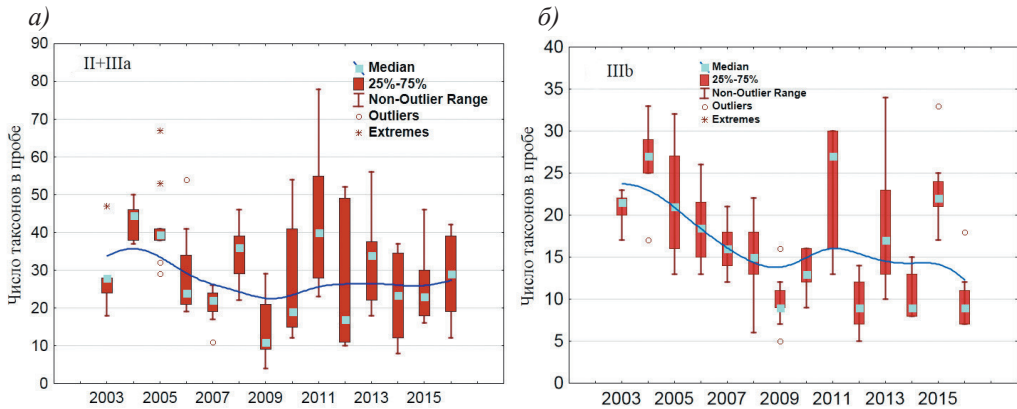 а)
II+IIIa
Число таксонов в пробе
90
80
70
60
50
40
30
20
10
0
Median
25%-75%
Non-Outlier Range
Outliers
Extremes
2003 2005 2007 2009 2011 2013 2015
б)
IIIb
Число таксонов в пробе
40
35
30
25
20
15
10
5
0
Median
25%-75%
Non-Outlier Range
Outliers
Extremes
2003 2005 2007 2009 2011 2013 2015